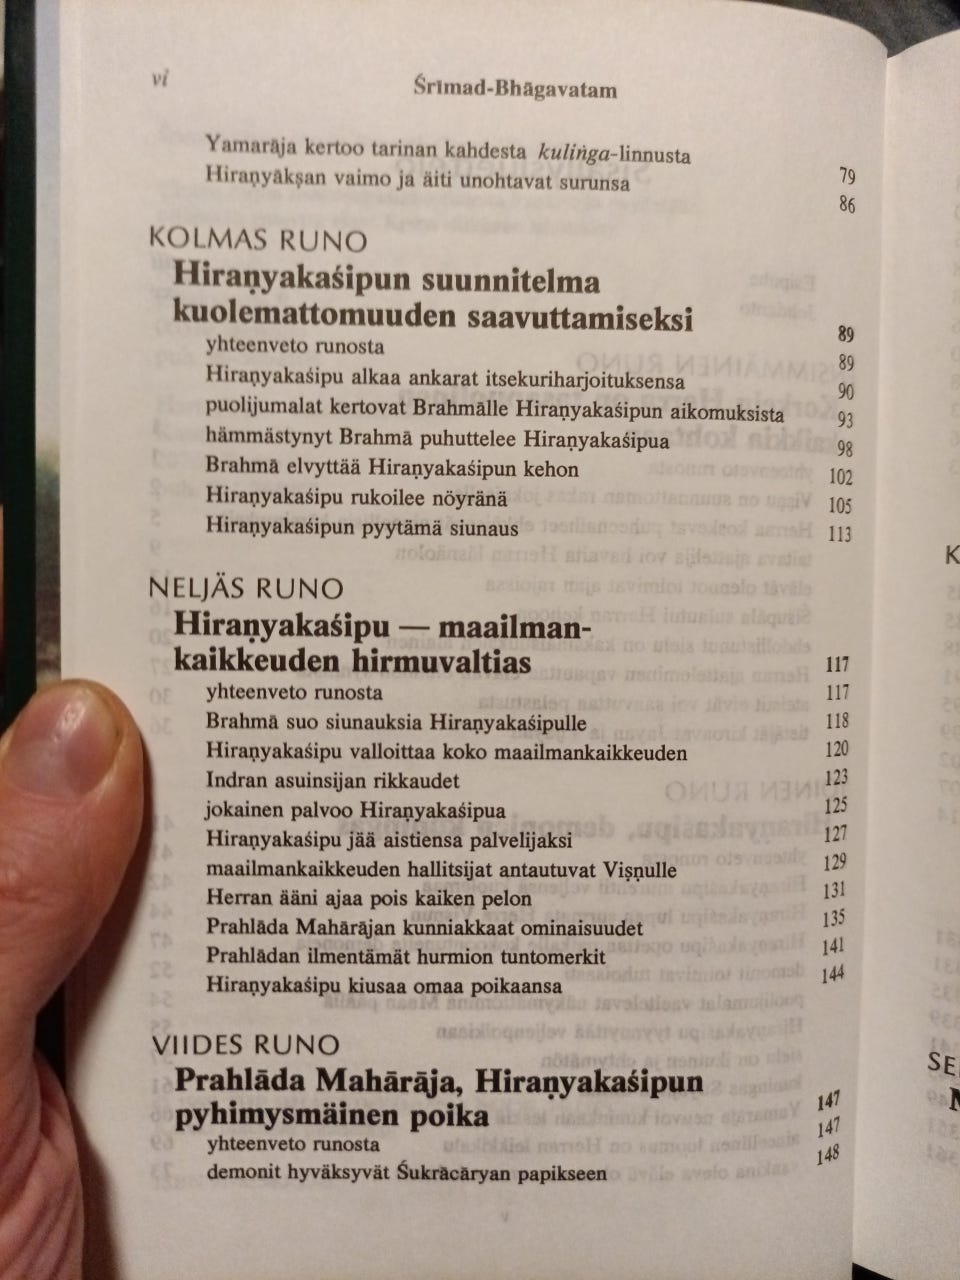 vi
Śrīmad-Bhāgavatam
Yamarāja kertoo tarinan kahdesta kuliṅga-linnusta 79
Hiraṇyākṣan vaimo ja äiti unohtavat surunsa 86
KOLMAS RUNO
Hiraṇyakaśipun suunnitelma
kuolemattomuuden saavuttamiseksi 89
yhteenveto runosta 89
Hiraṇyakaśipu alkaa ankarat itsekuriharjoituksensa 90
puolijumalat kertovat Brahmālle Hiraṇyakaśipun aikomuksista 93
hämmästynyt Brahmā puhuttelee Hiraṇyakaśipua 98
Brahmā elvyttää Hiraṇyakaśipun kehon 102
Hiraṇyakaśipu rukoilee nöyränä 105
Hiraṇyakaśipun pyytämä siunaus 113
NELJÄS RUNO
Hiraṇyakaśipu — maailman-
kaikkeuden hirmuvaltias 117
yhteenveto runosta 117
Brahmā suo siunauksia Hiraṇyakaśipulle 118
Hiraṇyakaśipu valloittaa koko maailmankaikkeuden 120
Indran asuinsijan rikkaudet 123
jokainen palvoo Hiraṇyakaśipua 125
Hiraṇyakaśipu jää aistiensa palvelijaksi 127
maailmankaikkeuden hallitsijat antautuvat Viṣṇulle 129
Herran ääni ajaa pois kaiken pelon 131
Prahlāda Mahārājan kunniakkaat ominaisuudet 135
Prahlādan ilmentämät hurmion tuntomerkit 141
Hiraṇyakaśipu kiusaa omaa poikaansa 144
VIIDES RUNO
Prahlāda Mahārāja, Hiraṇyakaśipun
pyhimysmäinen poika 147
yhteenveto runosta 147
demonit hyväksyvät Śukrācāryan papikseen 148